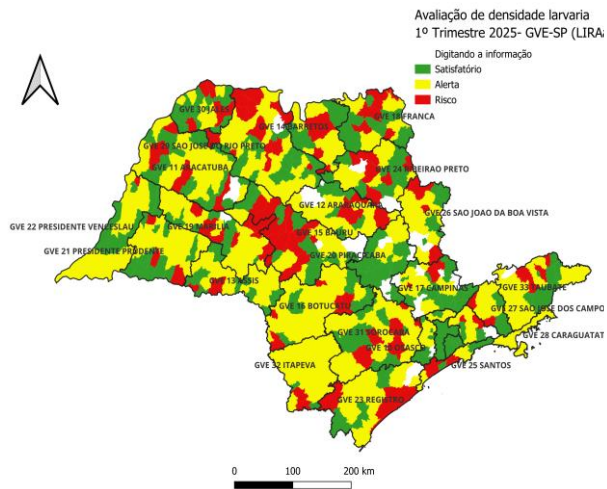 Avaliação de densidade larvaria
1º Trimestre 2025- GVE-SP (LIRAa
Digitando a informação
Satisfatório
Alerta
Risco
GVE 30 JALES
GVE 14 BARRETOS
GVE 18 FRANCA
GVE 29 SAO JOSE DO RIO PRETO
GVE 11 ARACATUBA
GVE 24 RIBEIRAO PRETO
GVE 12 ARARAQUARA
GVE 26 SAO JOAO DA BOA VISTA
GVE 22 PRESIDENTE VENCESLAU
GVE 19 MARILIA
GVE 15 BAURU
GVE 21 PRESIDENTE PRUDENTE
GVE 20 PIRACICABA
GVE 13 ASSIS
GVE 17 CAMPINAS
GVE 33 TAUBATE
GVE 16 BOTUCATU
GVE 27 SAO JOSE DOS CAMPO
GVE 31 SOROCABA
GVE 28 CARAGUATAT
GVE 10 OSASCO
GVE 32 ITAPEVA
GVE 25 SANTOS
GVE 23 REGISTRO
0 100 200 km